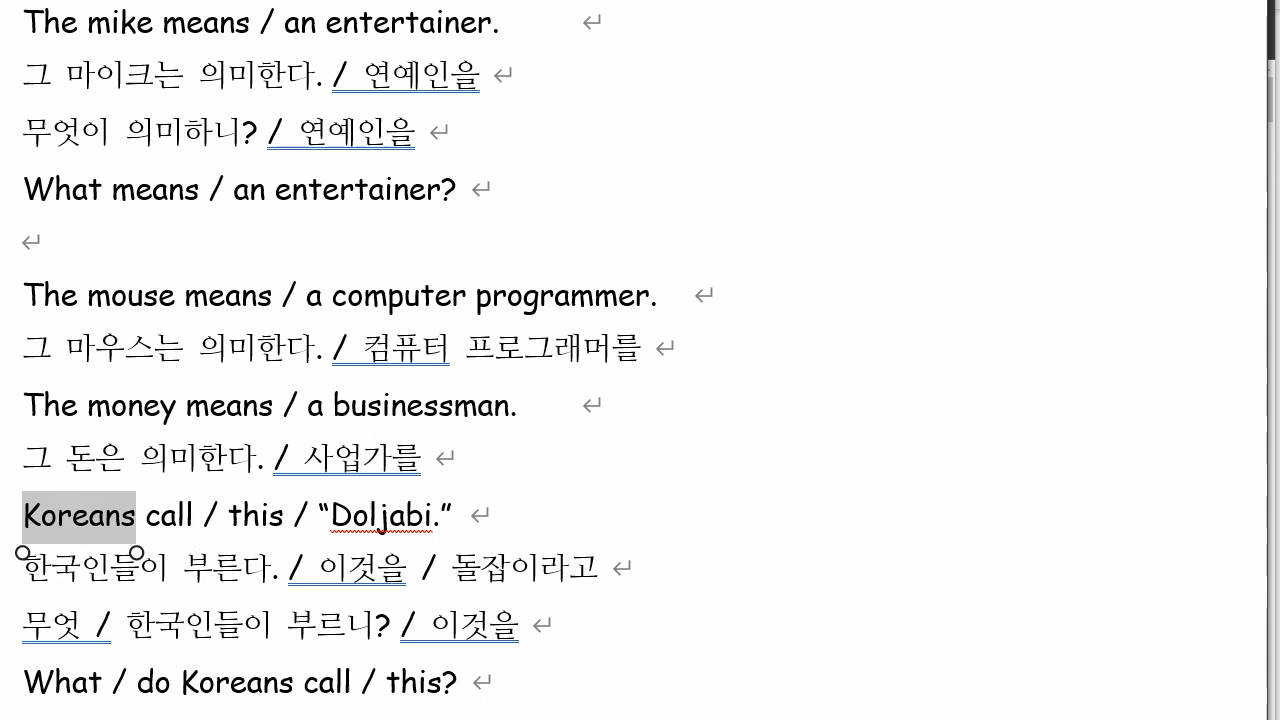 The mike means / an entertainer.
그 마이크는 의미한다. / 연예인을
무엇이 의미하니? / 연예인을
What means / an entertainer?
The mouse means / a computer programmer.
그 마우스는 의미한다. / 컴퓨터 프로그래머를
The money means / a businessman.
그 돈은 의미한다. / 사업가를
Koreans call / this / “Doljabi.”
한국인들이 부른다. / 이것을 / 돌잡이라고
무엇 / 한국인들이 부르니? / 이것을
What / do Koreans call / this?